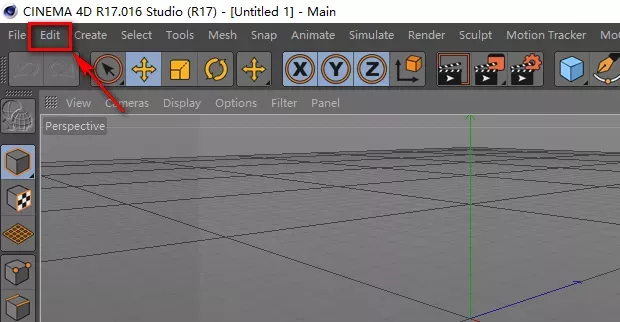 CINEMA 4D R17.016 Studio (R17) - [Untitled 1] - Main
File Edit Create Select Tools Mesh Snap Animate Simulate Render Sculpt Motion Tracker
X Y Z
View Cameras Display Options Filter Panel
Perspective